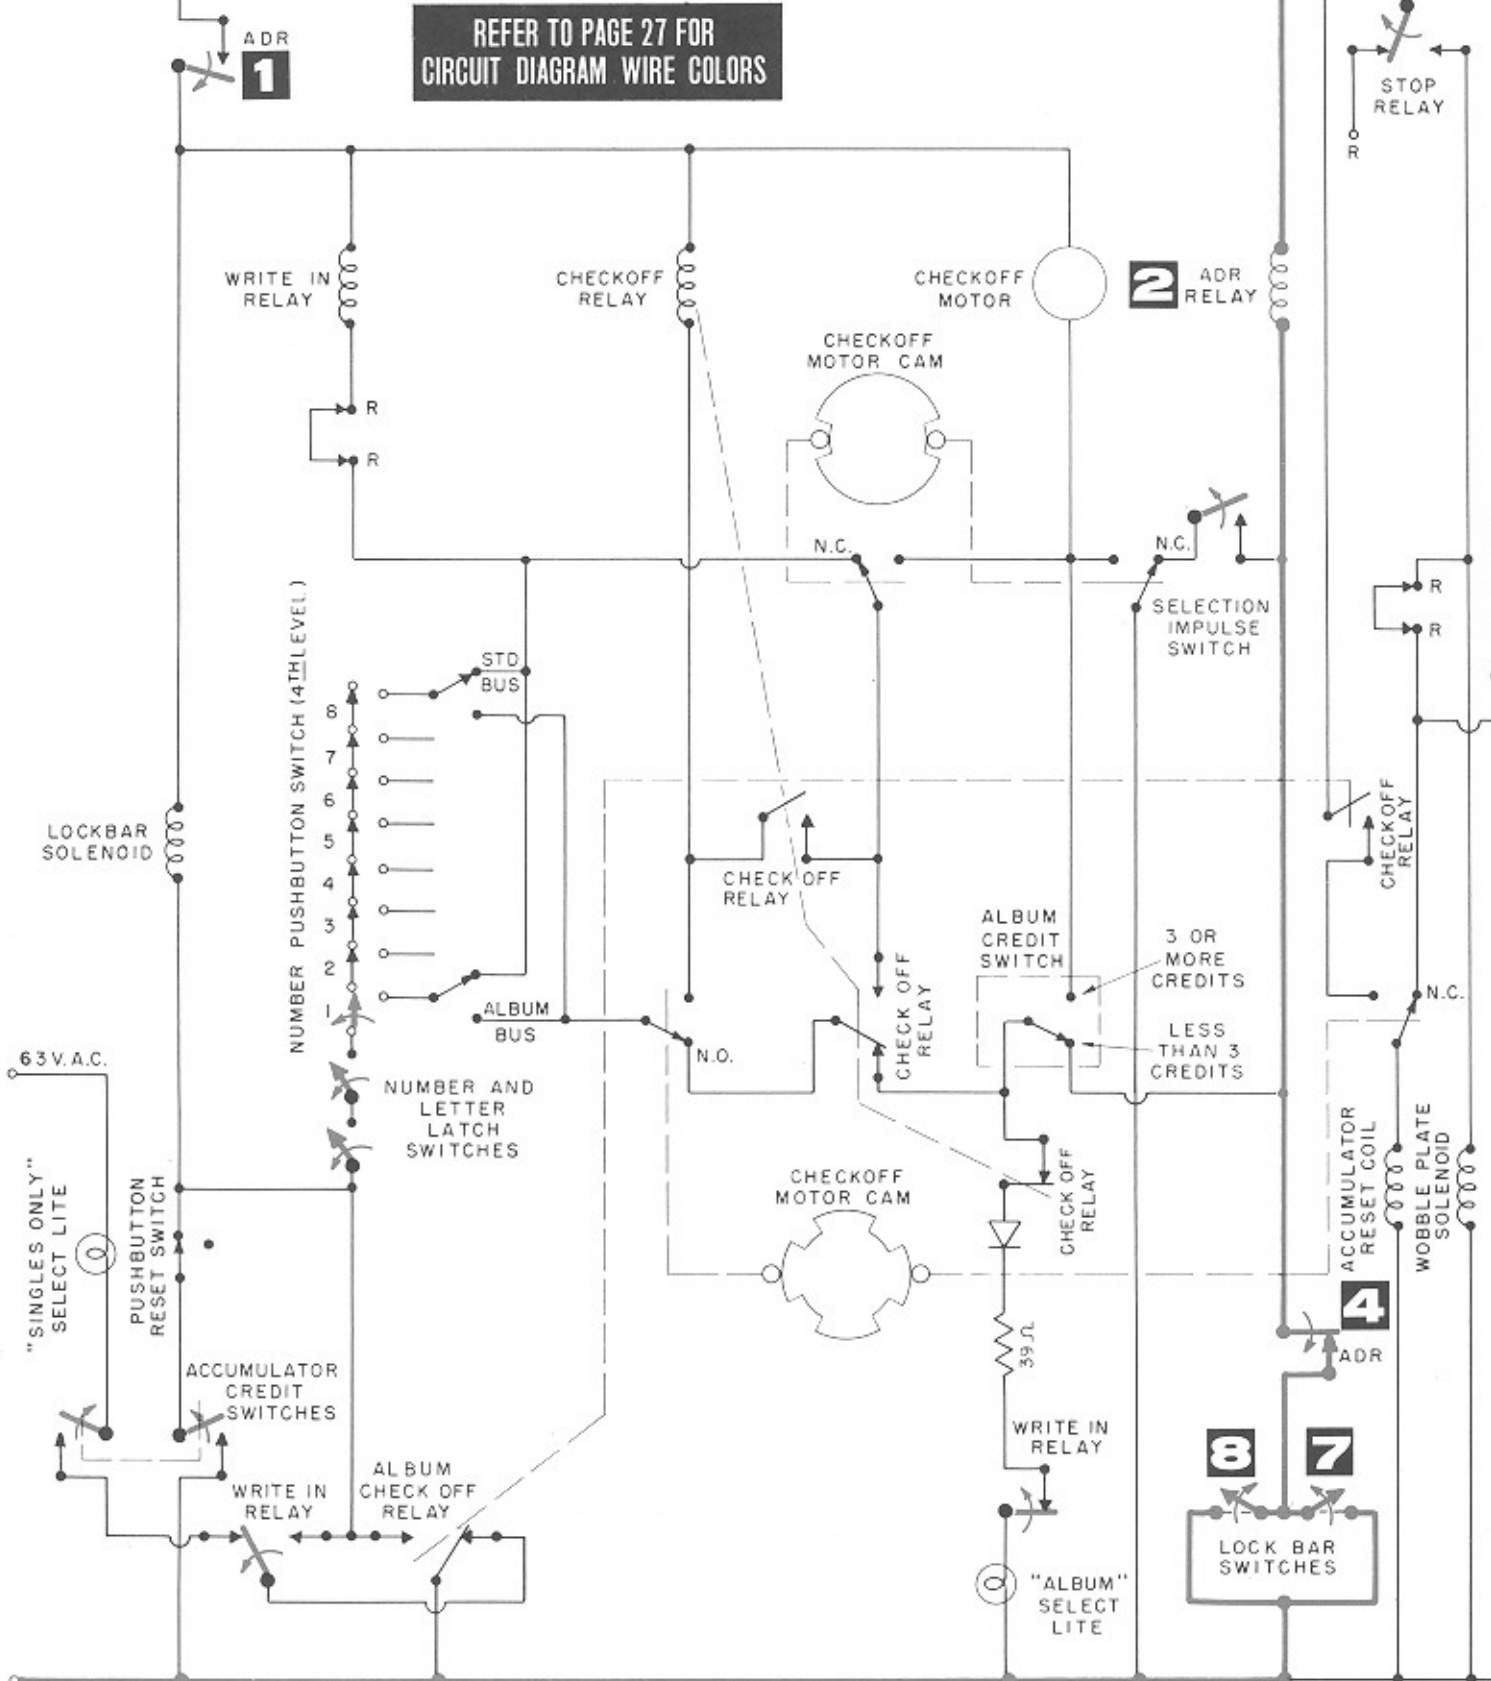 REFER TO PAGE 27 FOR
CIRCUIT DIAGRAM WIRE COLORS
ADR
1
STOP
RELAY
R
WRITE IN
RELAY
CHECKOFF
RELAY
CHECKOFF
MOTOR
2
ADR
RELAY
CHECKOFF
MOTOR CAM
R
R
N.C.
N.C.
SELECTION
IMPULSE
SWITCH
R
R
NUMBER PUSHBUTTON SWITCH (4TH LEVEL)
STD.
BUS
8
7
6
5
4
3
2
1
LOCKBAR
SOLENOID
CHECK OFF
RELAY
CHECKOFF
RELAY
ALBUM
CREDIT
SWITCH
3 OR
MORE
CREDITS
CHECK OFF
RELAY
N.C.
ALBUM
BUS
N.O.
LESS
THAN 3
CREDITS
63 V.A.C.
NUMBER AND
LETTER
LATCH
SWITCHES
"SINGLES ONLY"
SELECT LITE
PUSHBUTTON
RESET SWITCH
CHECKOFF
MOTOR CAM
CHECK OFF
RELAY
ACCUMULATOR
RESET COIL
WOBBLE PLATE
SOLENOID
39Ω
4
ADR
ACCUMULATOR
CREDIT
SWITCHES
WRITE IN
RELAY
8
7
WRITE IN
RELAY
ALBUM
CHECK OFF
RELAY
LOCK BAR
SWITCHES
"ALBUM"
SELECT
LITE